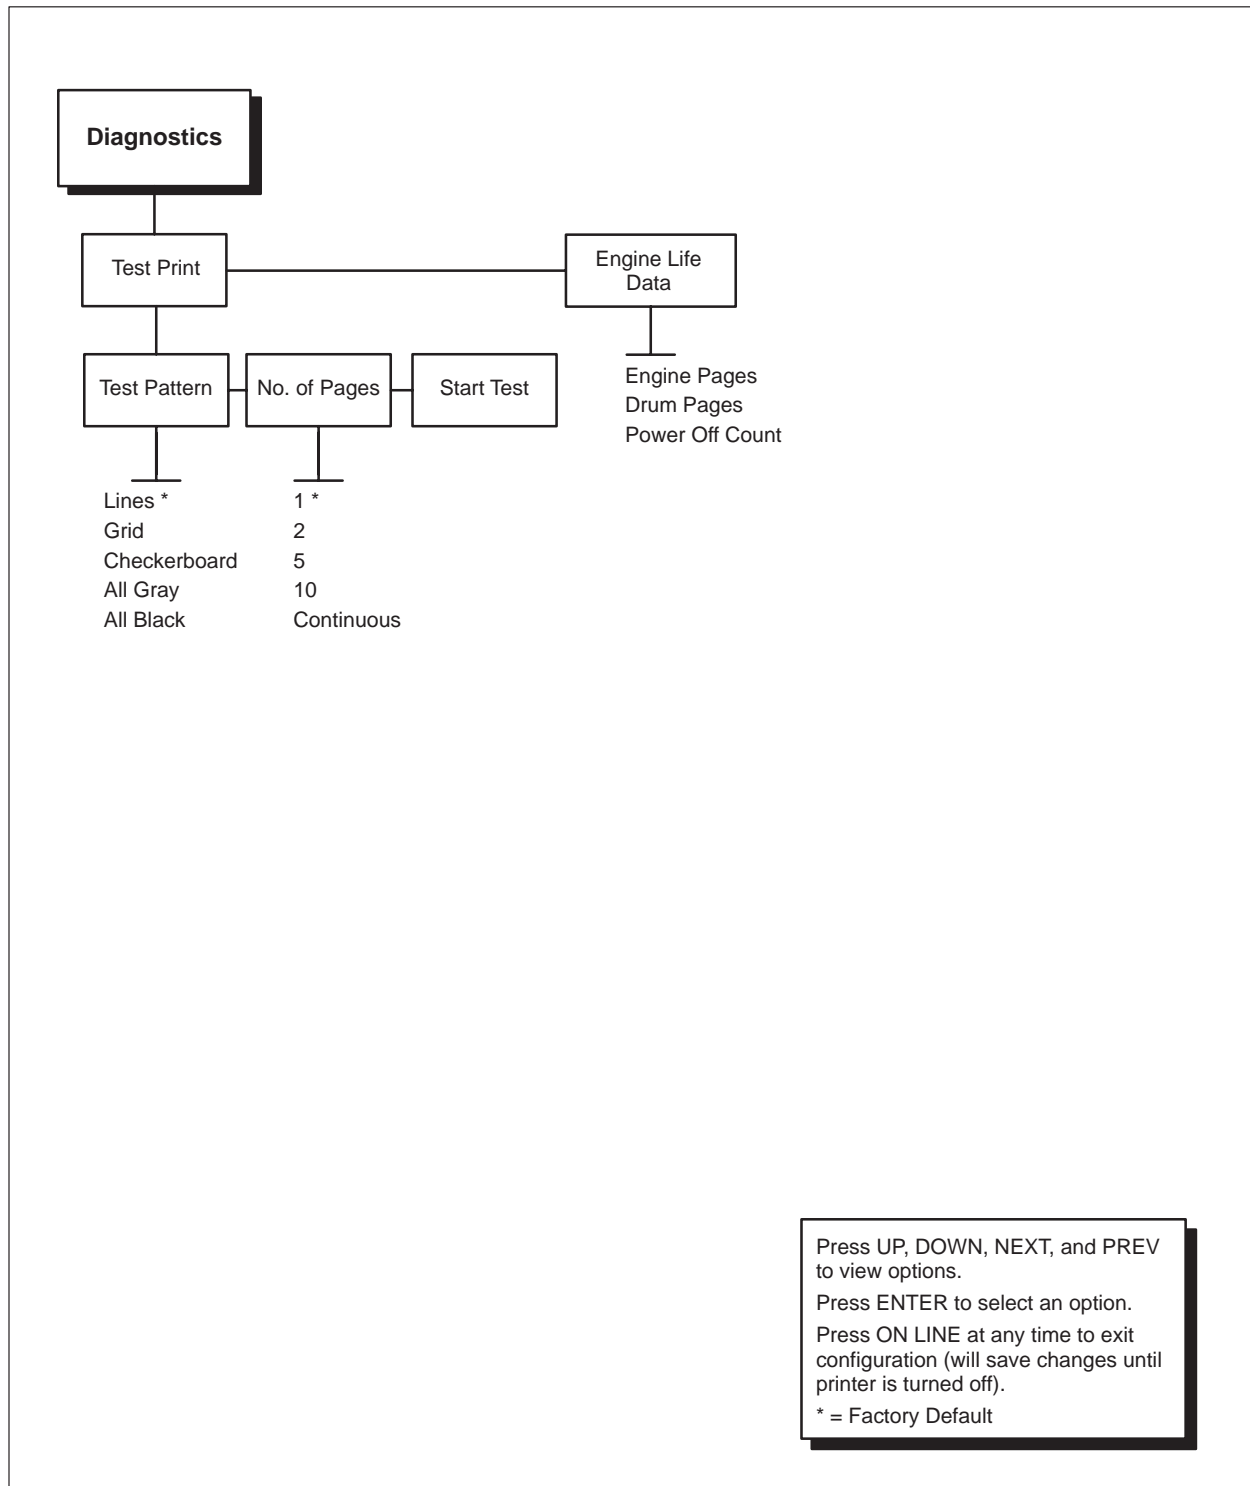 Diagnostics
Test Print
Engine Life
Data
Test Pattern
No. of Pages
Start Test
Engine Pages
Drum Pages
Power Off Count
Lines *
Grid
Checkerboard
All Gray
All Black
1 *
2
5
10
Continuous
Press UP, DOWN, NEXT, and PREV
to view options.
Press ENTER to select an option.
Press ON LINE at any time to exit
configuration (will save changes until
printer is turned off).
* = Factory Default